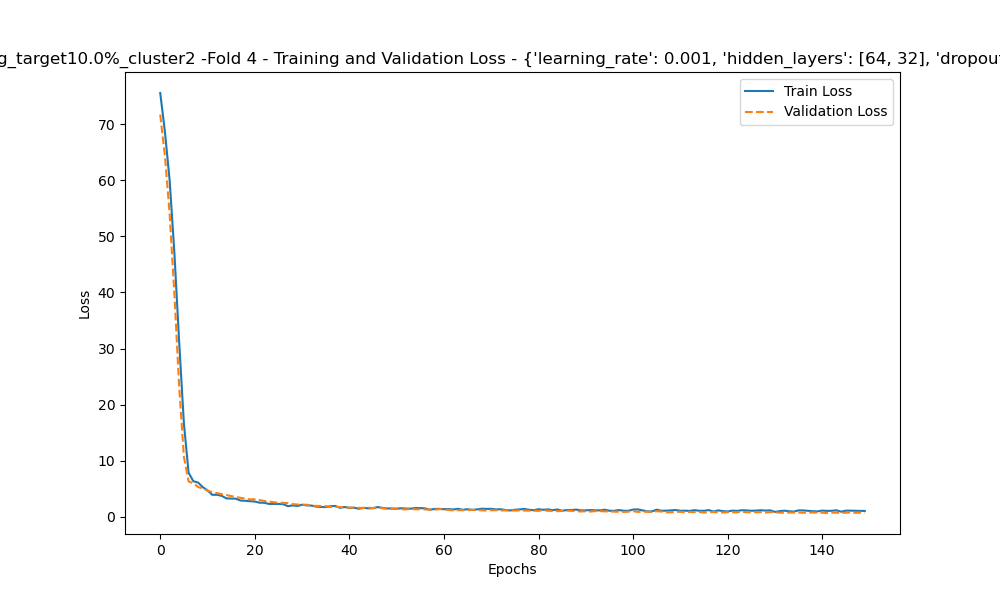 g_target10.0%_cluster2 -Fold 4 - Training and Validation Loss - {'learning_rate': 0.001, 'hidden_layers': [64, 32], 'dropout
Train Loss
Validation Loss
70
60
50
40
30
20
10
0
Loss
0 20 40 60 80 100 120 140
Epochs